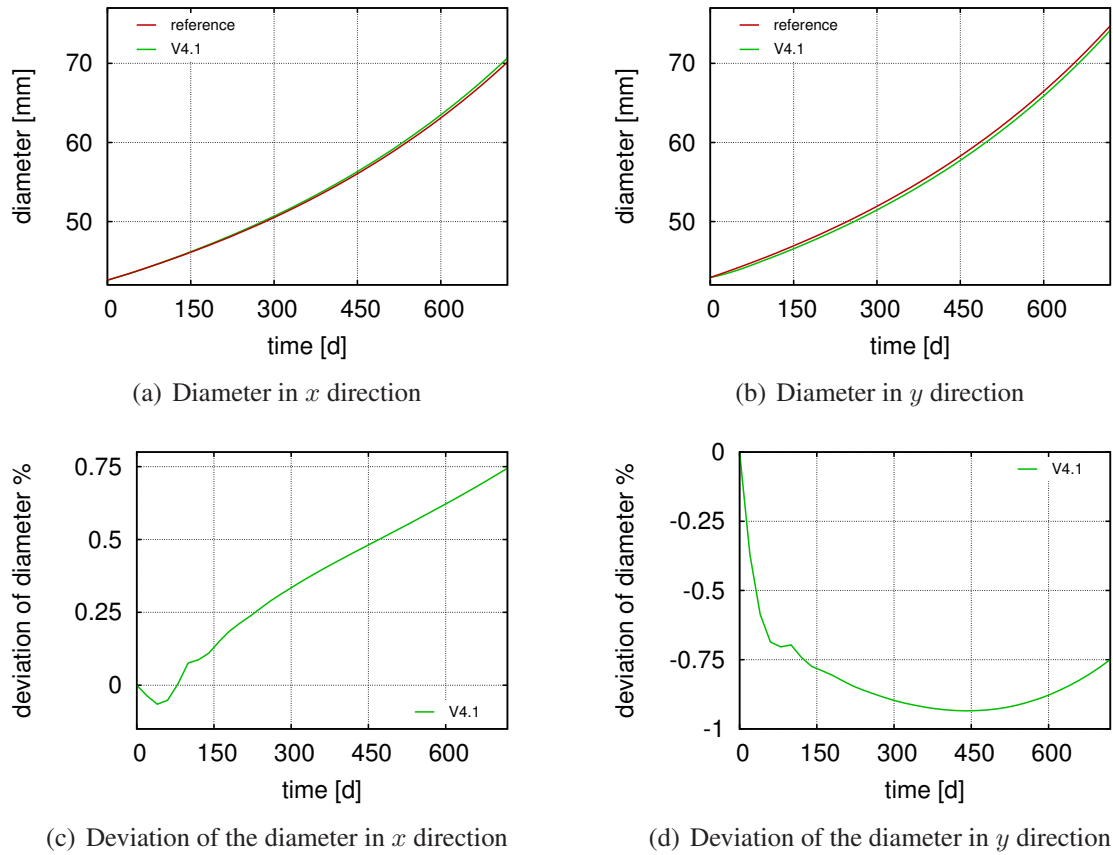 reference
V4.1
70
60
50
diameter [mm]
0 150 300 450 600
time [d]
(a) Diameter in x direction
reference
V4.1
70
60
50
diameter [mm]
0 150 300 450 600
time [d]
(b) Diameter in y direction
0.75
0.5
0.25
0
deviation of diameter %
V4.1
0 150 300 450 600
time [d]
(c) Deviation of the diameter in x direction
0
-0.25
-0.5
-0.75
-1
deviation of diameter %
V4.1
0 150 300 450 600
time [d]
(d) Deviation of the diameter in y direction